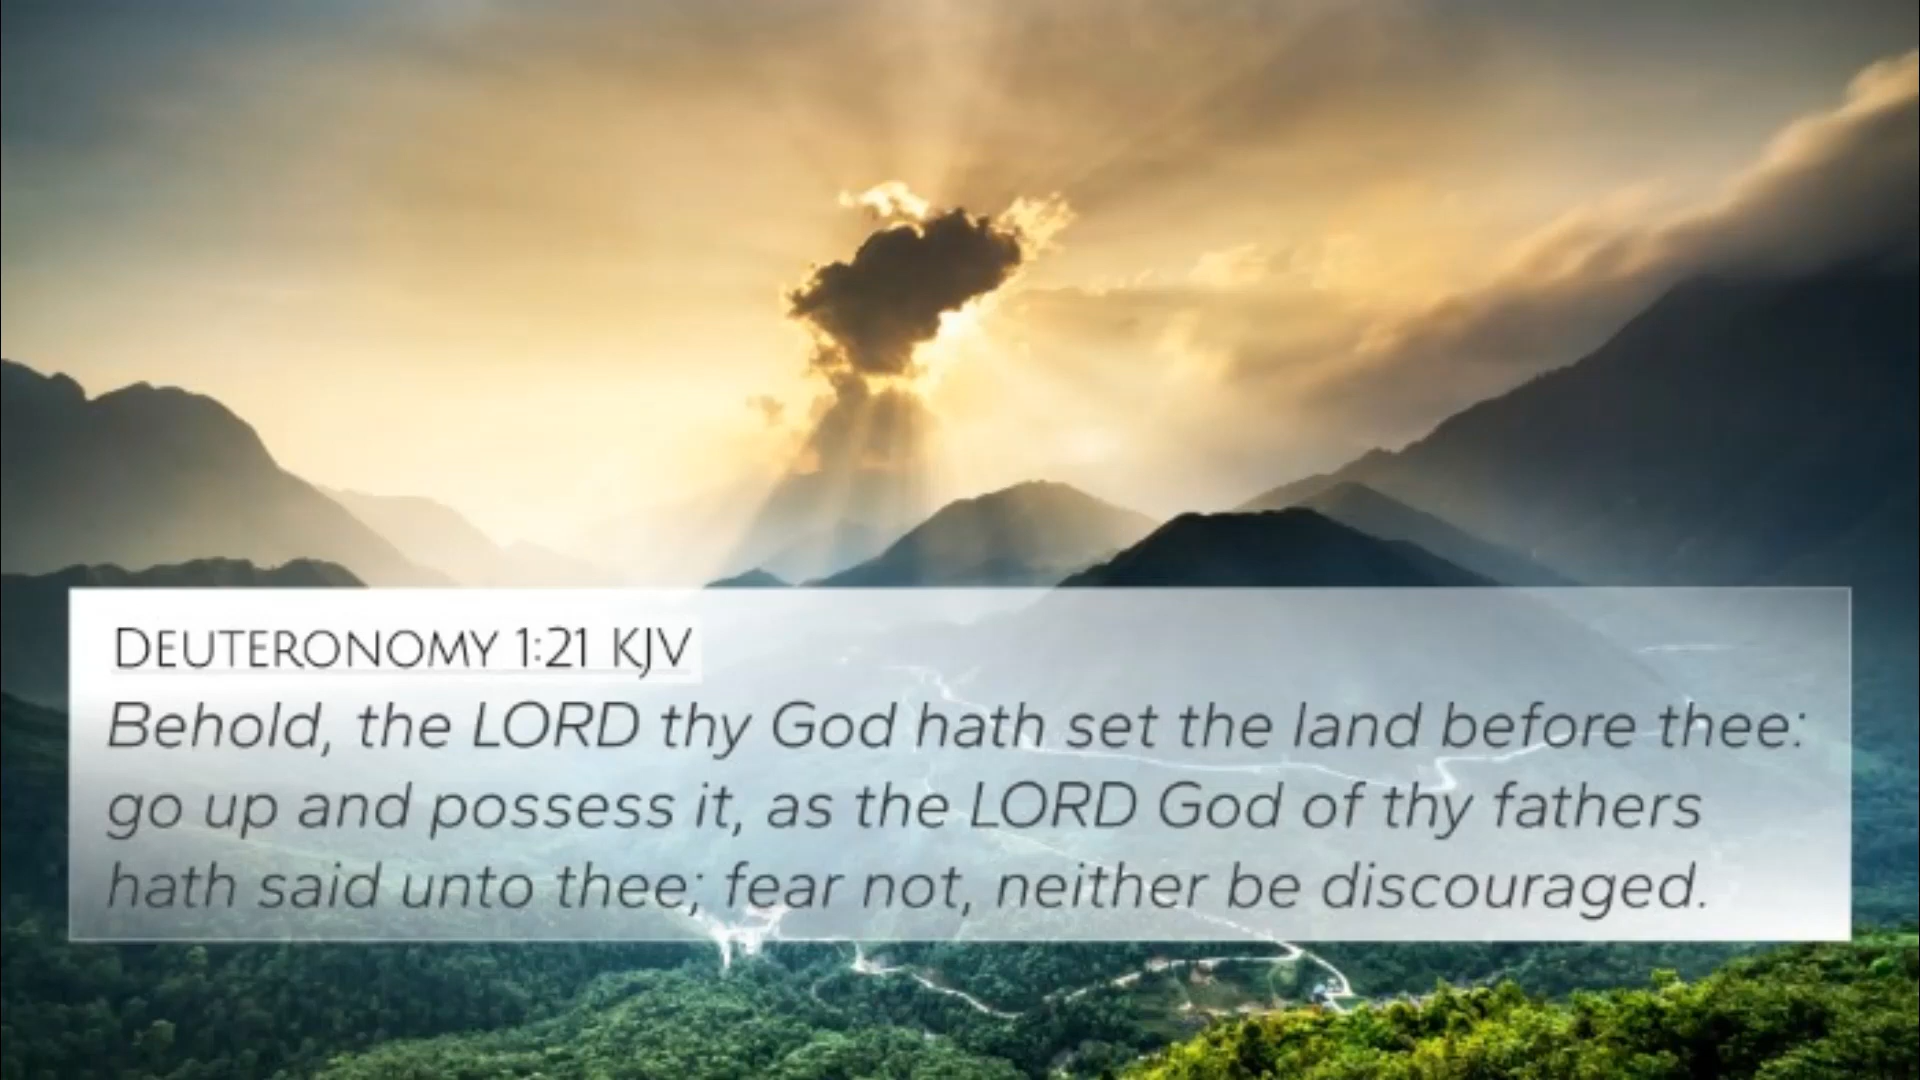 DEUTERONOMY 1:21 KJV
Behold, the LORD thy God hath set the land before thee:
go up and possess it, as the LORD God of thy fathers
hath said unto thee; fear not, neither be discouraged.